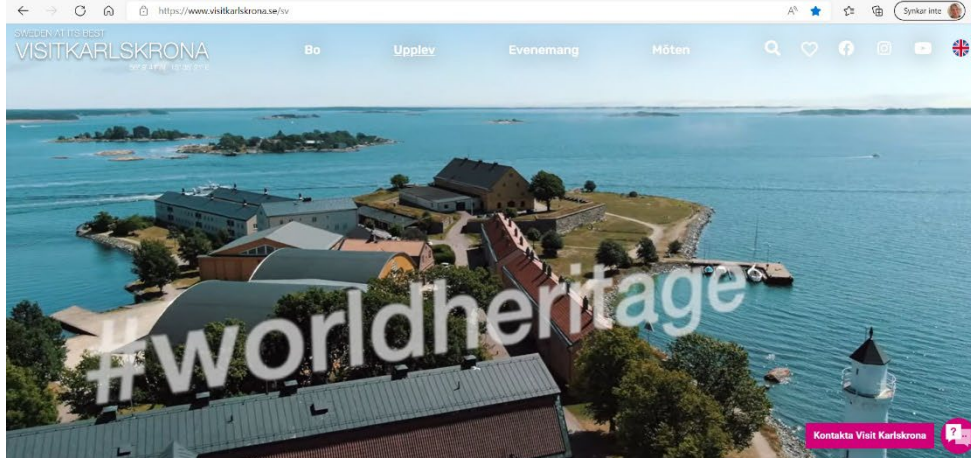 https://www.visitkarlskrona.se/sv
Synkar inte
SWEDEN AT ITS BEST
VISITKARLSKRONA
Bo
Upplev
Evenemang
Möten
#worldheritage
Kontakta Visit Karlskrona